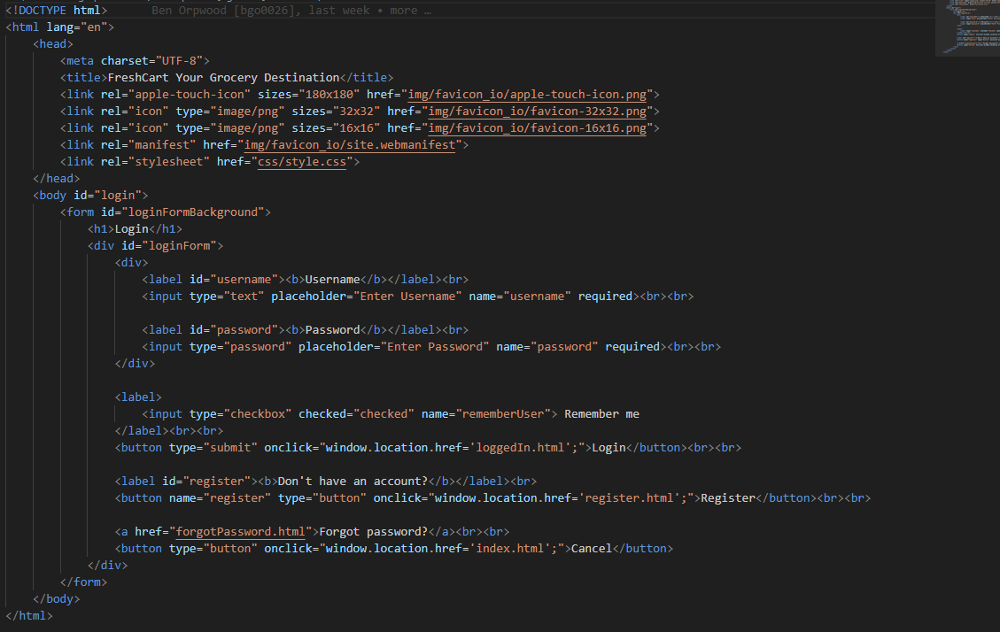 <!DOCTYPE html>        Ben Orpwood [bgo0026], last week • more …
<html lang="en">
    <head>
        <meta charset="UTF-8">
        <title>FreshCart Your Grocery Destination</title>
        <link rel="apple-touch-icon" sizes="180x180" href="img/favicon_io/apple-touch-icon.png">
        <link rel="icon" type="image/png" sizes="32x32" href="img/favicon_io/favicon-32x32.png">
        <link rel="icon" type="image/png" sizes="16x16" href="img/favicon_io/favicon-16x16.png">
        <link rel="manifest" href="img/favicon_io/site.webmanifest">
        <link rel="stylesheet" href="css/style.css">
    </head>
    <body id="login">
        <form id="loginFormBackground">
            <h1>Login</h1>
            <div id="loginForm">
                <div>
                    <label id="username"><b>Username</b></label><br>
                    <input type="text" placeholder="Enter Username" name="username" required><br><br>

                    <label id="password"><b>Password</b></label><br>
                    <input type="password" placeholder="Enter Password" name="password" required><br><br>
                </div>

                <label>
                    <input type="checkbox" checked="checked" name="rememberUser"> Remember me
                </label><br><br>
                <button type="submit" onclick="window.location.href='loggedIn.html';">Login</button><br><br>

                <label id="register"><b>Don't have an account?</b></label><br>
                <button name="register" type="button" onclick="window.location.href='register.html';">Register</button><br><br>

                <a href="forgotPassword.html">Forgot password?</a><br><br>
                <button type="button" onclick="window.location.href='index.html';">Cancel</button>
            </div>
        </form>
    </body>
</html>